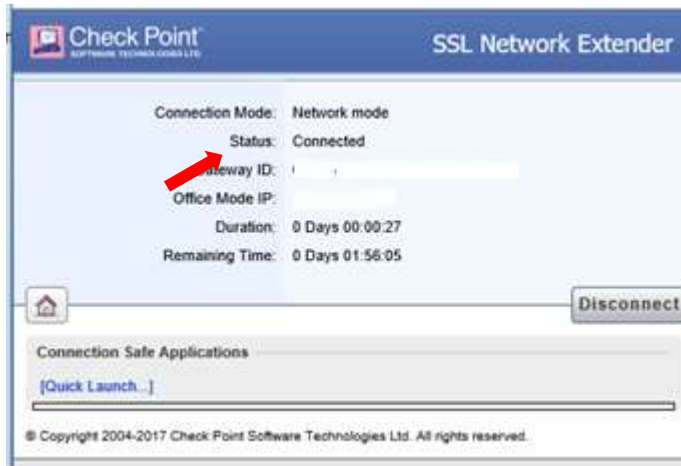 Check Point
SOFTWARE TECHNOLOGIES LTD.
SSL Network Extender
Connection Mode: Network mode
Status: Connected
Gateway ID:
Office Mode IP:
Duration: 0 Days 00:00:27
Remaining Time: 0 Days 01:56:05
Disconnect
Connection Safe Applications
[Quick Launch...]
© Copyright 2004-2017 Check Point Software Technologies Ltd. All rights reserved.